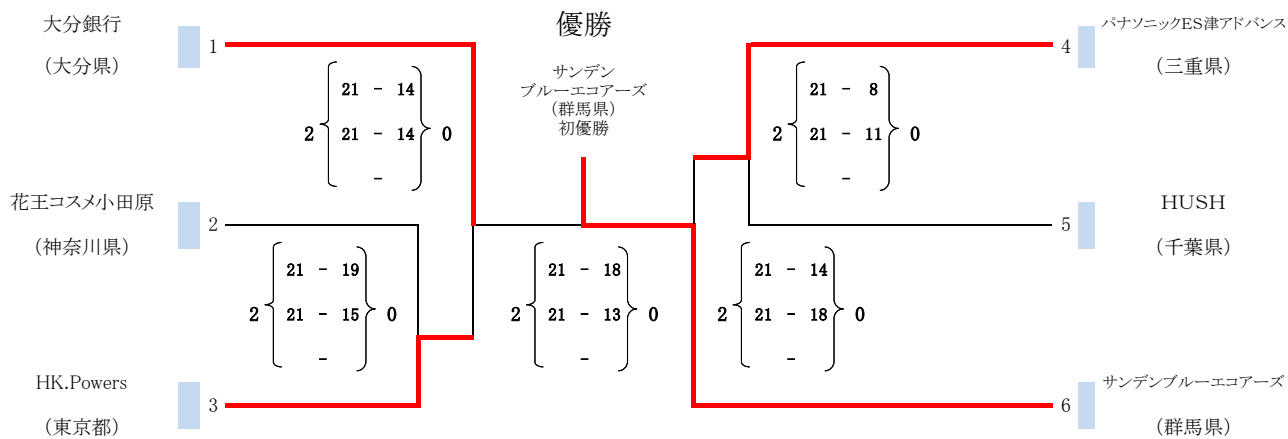 優勝
サンデン
ブルーエコアーズ
(群馬県)
初優勝
大分銀行
(大分県)
1
花王コスメ小田原
(神奈川県)
2
HK.Powers
(東京都)
3
2 21 - 14 0
21 - 14
-
2 21 - 19 0
21 - 15
-
2 21 - 18 0
21 - 13
-
2 21 - 8 0
21 - 11
-
2 21 - 14 0
21 - 18
-
4
パナソニックES津アドバンス
(三重県)
5
HUSH
(千葉県)
6
サンデンブルーエコアーズ
(群馬県)